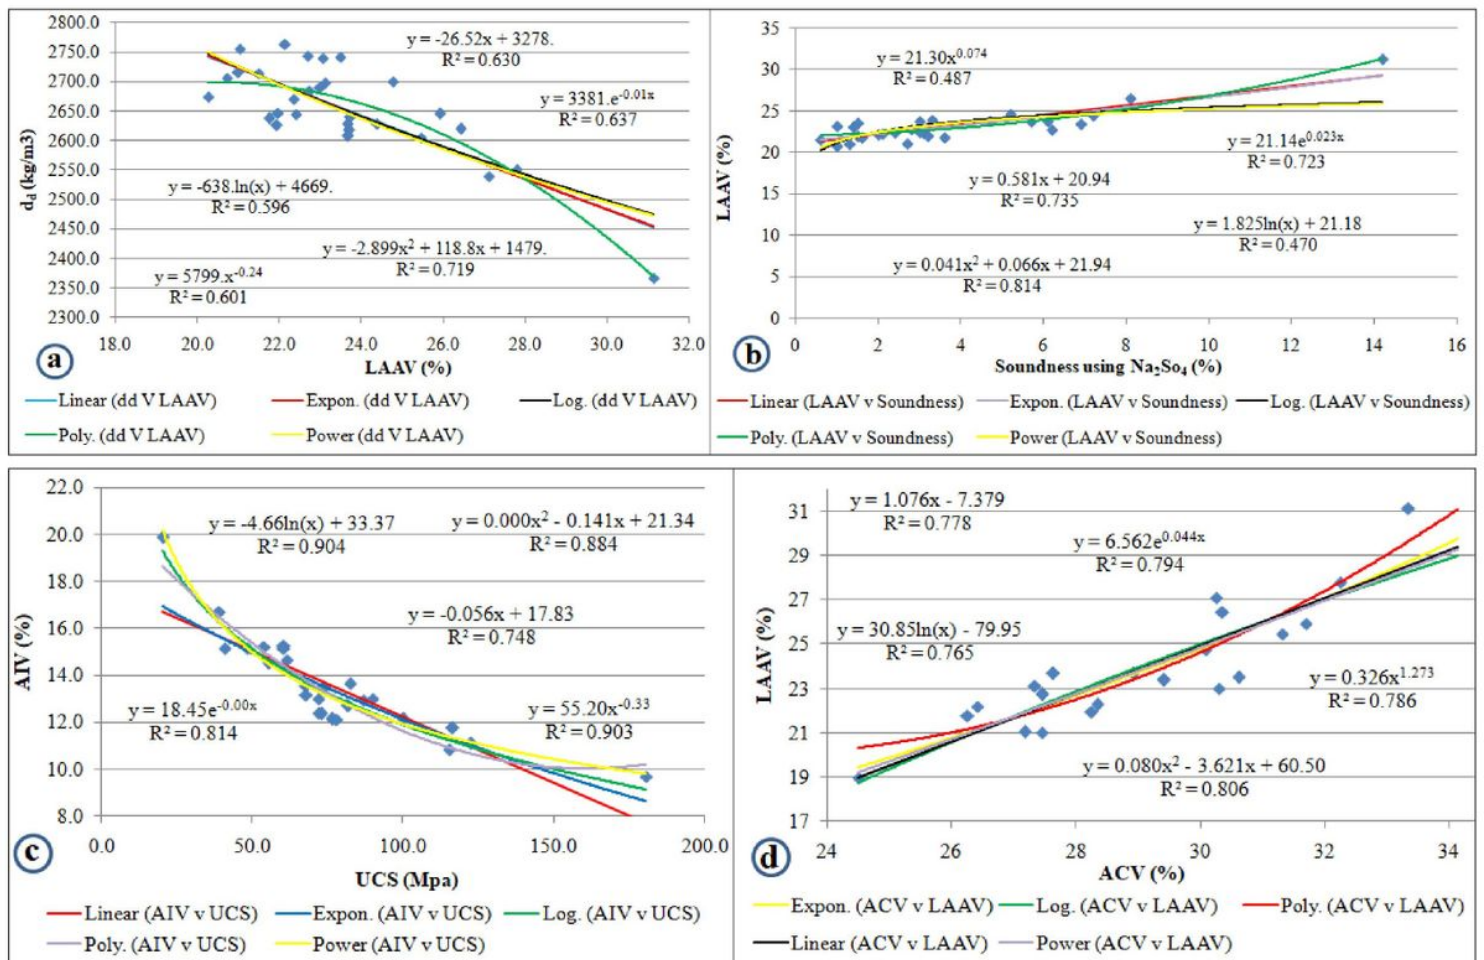 2800.0
2750.0
2700.0
2650.0
2600.0
2550.0
2500.0
2450.0
2400.0
2350.0
2300.0
d_d (kg/m3)
y = -26.52x + 3278.
R² = 0.630
y = 3381.e^-0.01x
R² = 0.637
y = -638.ln(x) + 4669.
R² = 0.596
y = -2.899x² + 118.8x + 1479.
R² = 0.719
y = 5799.x^-0.24
R² = 0.601
18.0 20.0 22.0 24.0 26.0 28.0 30.0 32.0
LAAV (%)
a
Linear (dd V LAAV) Expon. (dd V LAAV) Log. (dd V LAAV)
Poly. (dd V LAAV) Power (dd V LAAV)
35
30
25
20
15
10
5
0
LAAV (%)
y = 21.30x^0.074
R² = 0.487
y = 21.14e^0.023x
R² = 0.723
y = 0.581x + 20.94
R² = 0.735
y = 1.825ln(x) + 21.18
R² = 0.470
y = 0.041x² + 0.066x + 21.94
R² = 0.814
0 2 4 6 8 10 12 14 16
Soundness using Na₂So₄ (%)
b
Linear (LAAV v Soundness) Expon. (LAAV v Soundness) Log. (LAAV v Soundness)
Poly. (LAAV v Soundness) Power (LAAV v Soundness)
22.0
20.0
18.0
16.0
14.0
12.0
10.0
8.0
AIV (%)
y = -4.66ln(x) + 33.37
R² = 0.904
y = 0.000x² - 0.141x + 21.34
R² = 0.884
y = -0.056x + 17.83
R² = 0.748
y = 18.45e^-0.00x
R² = 0.814
y = 55.20x^-0.33
R² = 0.903
0.0 50.0 100.0 150.0 200.0
UCS (Mpa)
c
Linear (AIV v UCS) Expon. (AIV v UCS) Log. (AIV v UCS)
Poly. (AIV v UCS) Power (AIV v UCS)
31
29
27
25
23
21
19
17
LAAV (%)
y = 1.076x - 7.379
R² = 0.778
y = 6.562e^0.044x
R² = 0.794
y = 30.85ln(x) - 79.95
R² = 0.765
y = 0.326x^1.273
R² = 0.786
y = 0.080x² - 3.621x + 60.50
R² = 0.806
24 26 28 30 32 34
ACV (%)
d
Expon. (ACV v LAAV) Log. (ACV v LAAV) Poly. (ACV v LAAV)
Linear (ACV v LAAV) Power (ACV v LAAV)